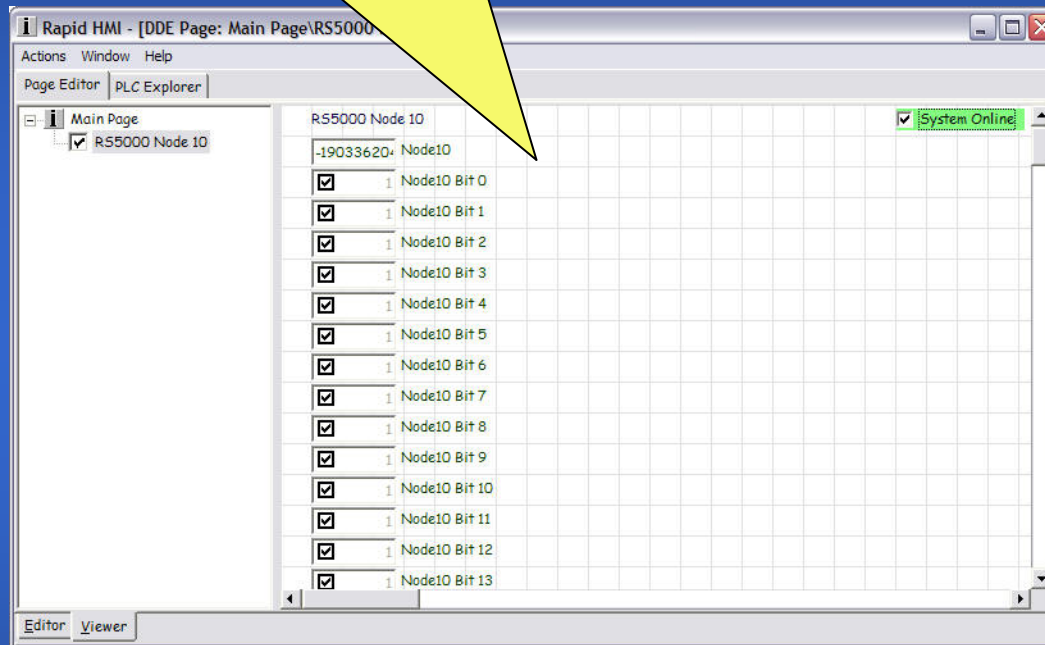 Rapid HMI - [DDE Page: Main Page\RS5000
Actions Window Help
Page Editor PLC Explorer
Main Page
RS5000 Node 10
RS5000 Node 10
System Online
-190336204 Node10
1 Node10 Bit 0
1 Node10 Bit 1
1 Node10 Bit 2
1 Node10 Bit 3
1 Node10 Bit 4
1 Node10 Bit 5
1 Node10 Bit 6
1 Node10 Bit 7
1 Node10 Bit 8
1 Node10 Bit 9
1 Node10 Bit 10
1 Node10 Bit 11
1 Node10 Bit 12
1 Node10 Bit 13
Editor Viewer